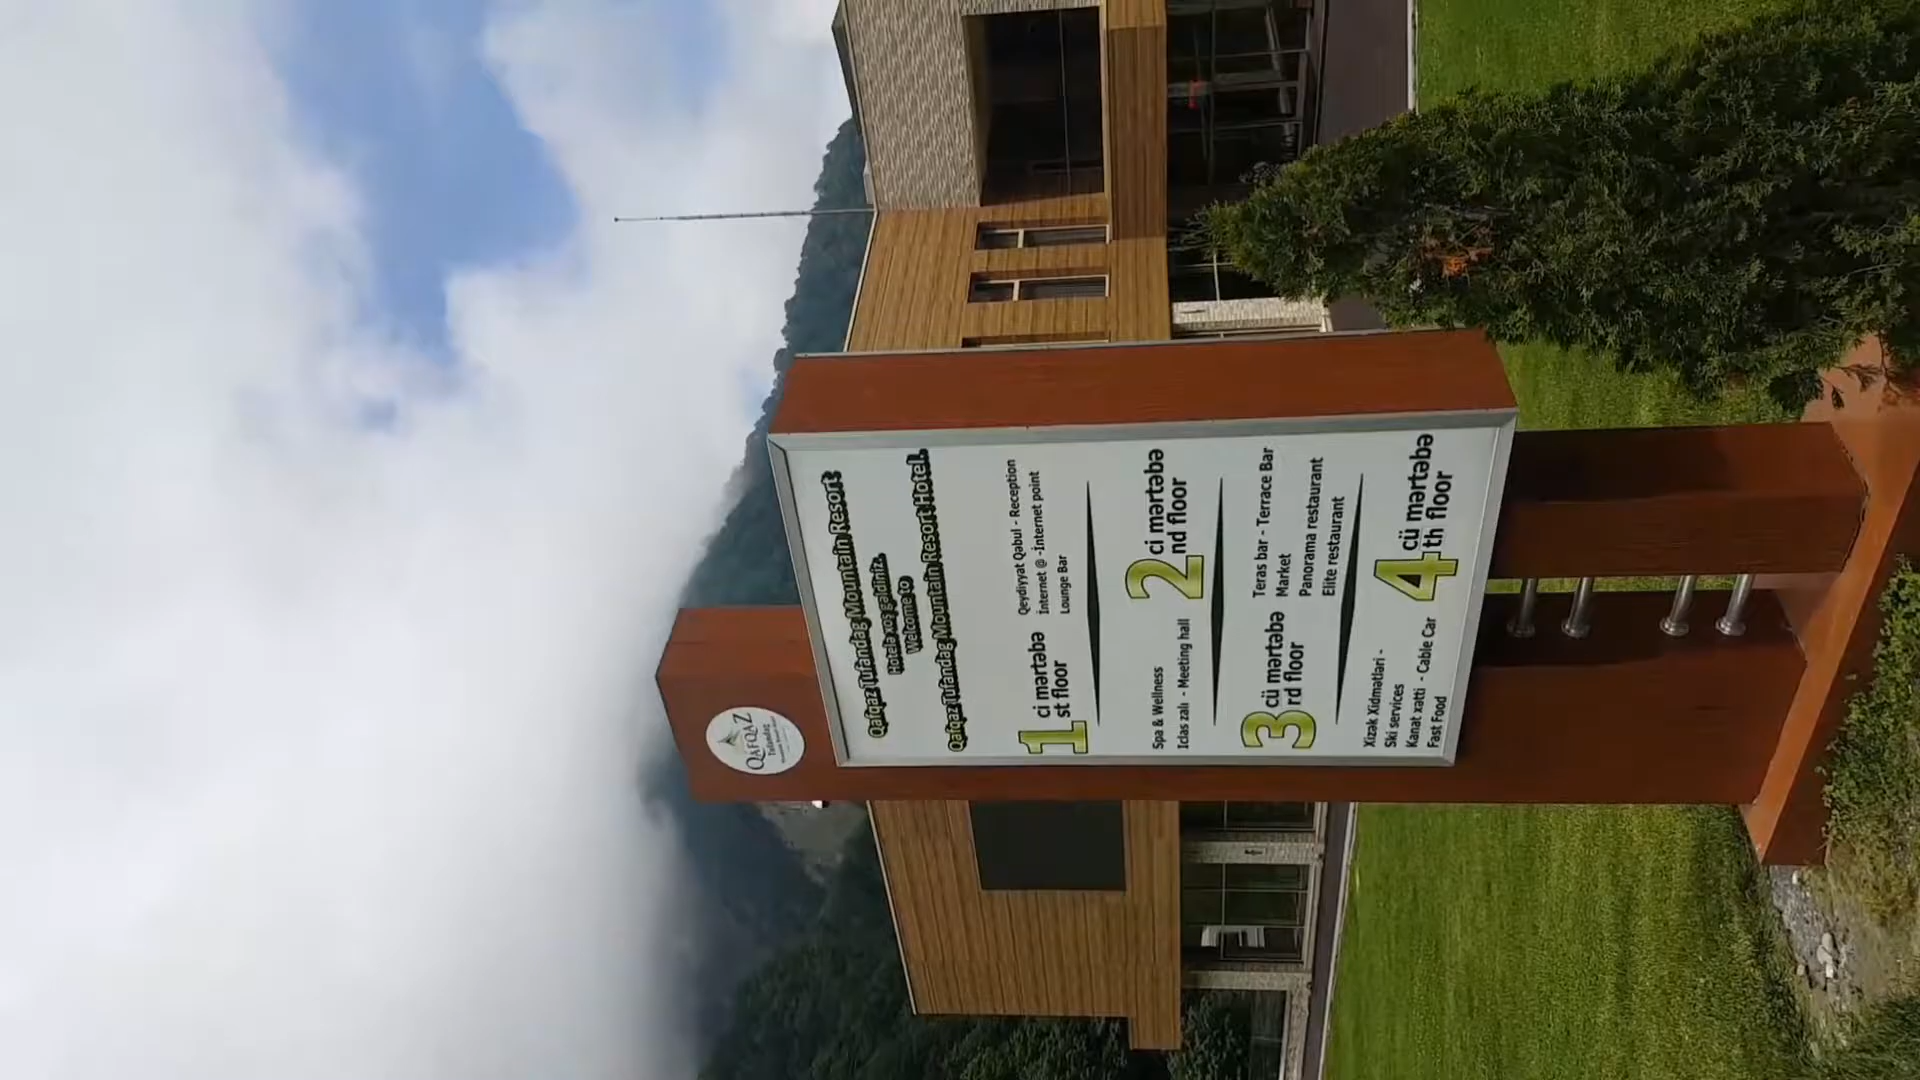 QAFQAZ
Tufandag
Qafqaz Tufandag Mountain Resort
Hotelə xoş gəldiniz.
Welcome to
Qafqaz Tufandag Mountain Resort Hotel.
1 ci mərtəbə
st floor
Qeydiyyat Qəbul - Reception
İnternet @ -İnternet point
Lounge Bar
Spa & Wellness
Iclas zalı - Meeting hall
2 ci mərtəbə
nd floor
3 cü mərtəbə
rd floor
Teras bar - Terrace Bar
Market
Panorama restaurant
Elite restaurant
Xizək Xidmətləri -
Ski services
Kanat xətti - Cable Car
Fast Food
4 cü mərtəbə
th floor